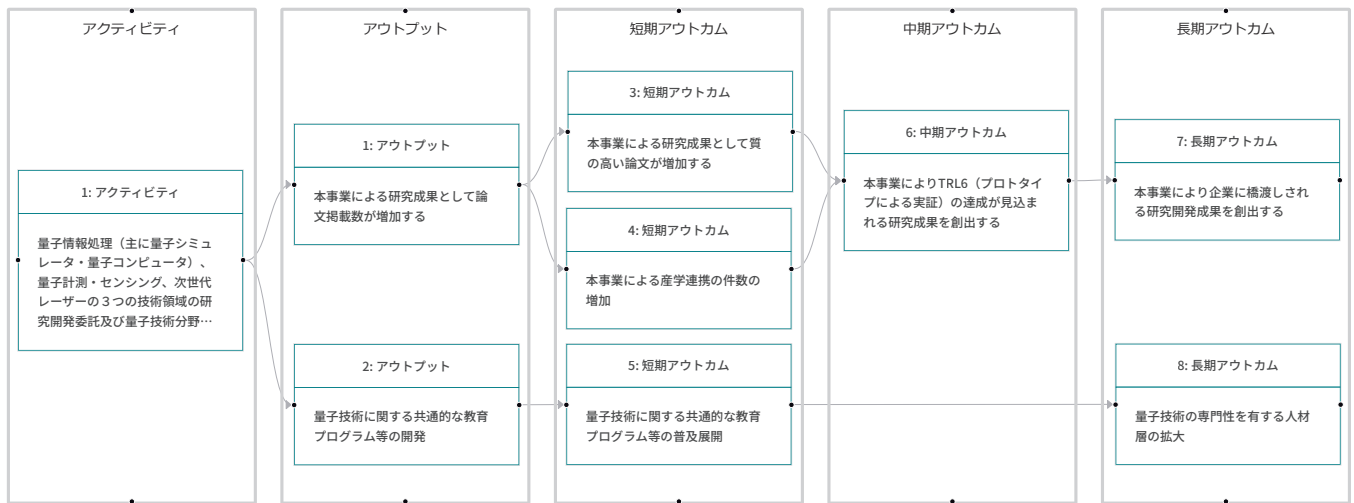 アクティビティ
1: アクティビティ
量子情報処理（主に量子シミュ
レータ・量子コンピュータ）、
量子計測・センシング、次世代
レーザーの３つの技術領域の研
究開発委託及び量子技術分野…
アウトプット
1: アウトプット
本事業による研究成果として論
文掲載数が増加する
2: アウトプット
量子技術に関する共通的な教育
プログラム等の開発
短期アウトカム
3: 短期アウトカム
本事業による研究成果として質
の高い論文が増加する
4: 短期アウトカム
本事業による産学連携の件数の
増加
5: 短期アウトカム
量子技術に関する共通的な教育
プログラム等の普及展開
中期アウトカム
6: 中期アウトカム
本事業によりTRL6（プロトタイ
プによる実証）の達成が見込ま
れる研究成果を創出する
長期アウトカム
7: 長期アウトカム
本事業により企業に橋渡しされ
る研究開発成果を創出する
8: 長期アウトカム
量子技術の専門性を有する人材
層の拡大